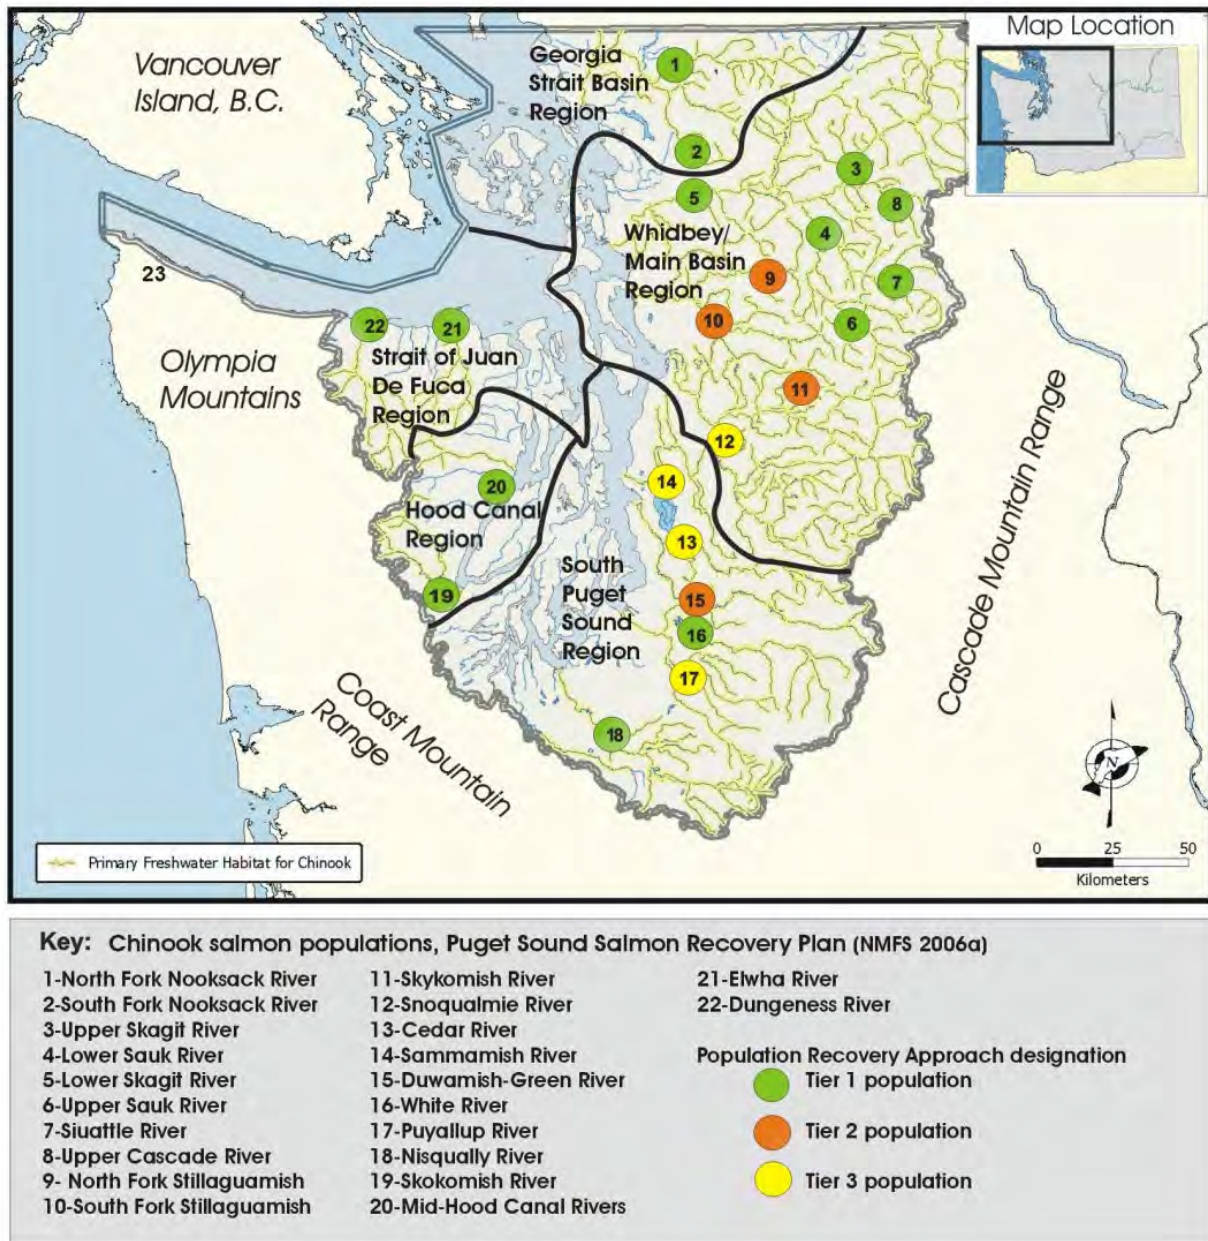 Map Location
Vancouver
Island, B.C.
Georgia
Strait Basin
Region
1
2
3
5
8
Whidbey/
Main Basin
Region
4
9
7
23
10
6
22
21
Olympia
Mountains
Strait of Juan
De Fuca
Region
11
12
14
20
Hood Canal
Region
13
South
Puget
Sound
Region
19
15
16
17
18
Cascade Mountain Range
Coast Mountain
Range
N
Primary Freshwater Habitat for Chinook
0 25 50
Kilometers
Key: Chinook salmon populations, Puget Sound Salmon Recovery Plan (NMFS 2006a)
1-North Fork Nooksack River
2-South Fork Nooksack River
3-Upper Skagit River
4-Lower Sauk River
5-Lower Skagit River
6-Upper Sauk River
7-Siuattle River
8-Upper Cascade River
9- North Fork Stillaguamish
10-South Fork Stillaguamish
11-Skykomish River
12-Snoqualmie River
13-Cedar River
14-Sammamish River
15-Duwamish-Green River
16-White River
17-Puyallup River
18-Nisqually River
19-Skokomish River
20-Mid-Hood Canal Rivers
21-Elwha River
22-Dungeness River
Population Recovery Approach designation
Tier 1 population
Tier 2 population
Tier 3 population